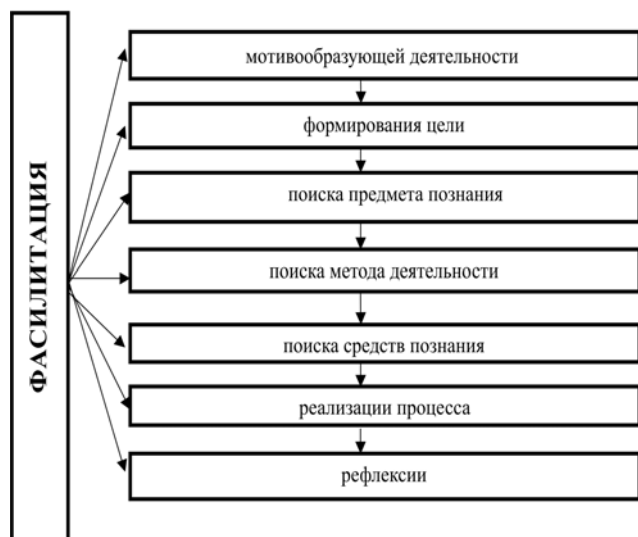 ФАСИЛИТАЦИЯ
мотивообразующей деятельности
формирования цели
поиска предмета познания
поиска метода деятельности
поиска средств познания
реализации процесса
рефлексии